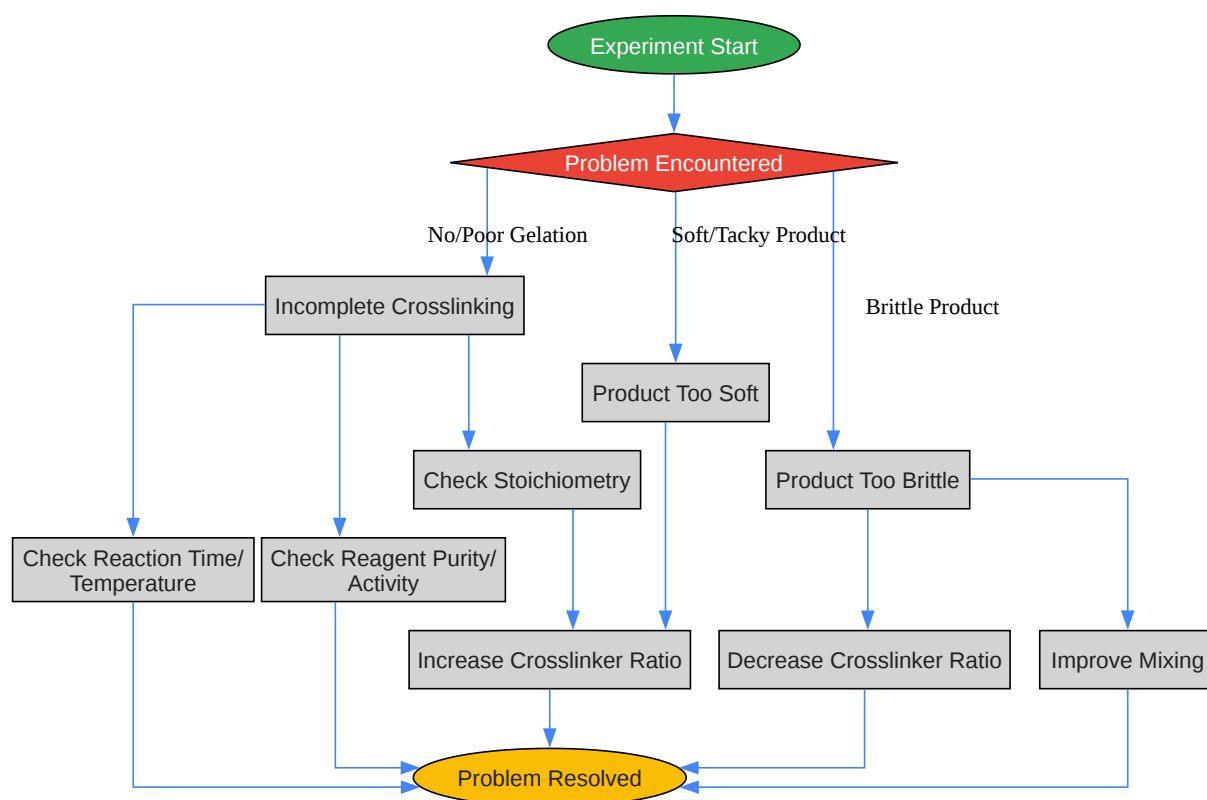 Experiment Start
Problem Encountered
No/Poor Gelation
Soft/Tacky Product
Incomplete Crosslinking
Brittle Product
Product Too Soft
Check Stoichiometry
Product Too Brittle
Check Reaction Time/
Temperature
Check Reagent Purity/
Activity
Increase Crosslinker Ratio
Decrease Crosslinker Ratio
Improve Mixing
Problem Resolved